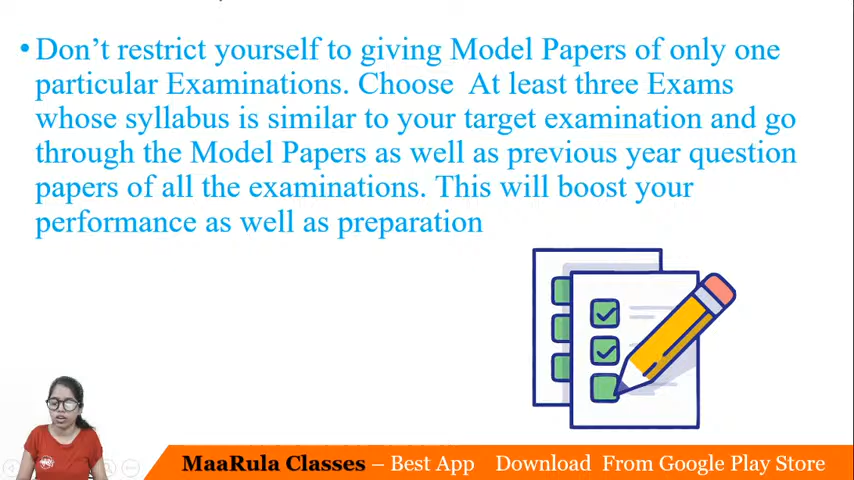 • Don't restrict yourself to giving Model Papers of only one
particular Examinations. Choose  At least three Exams
whose syllabus is similar to your target examination and go
through the Model Papers as well as previous year question
papers of all the examinations. This will boost your
performance as well as preparation
MaaRula Classes – Best App    Download  From Google Play Store